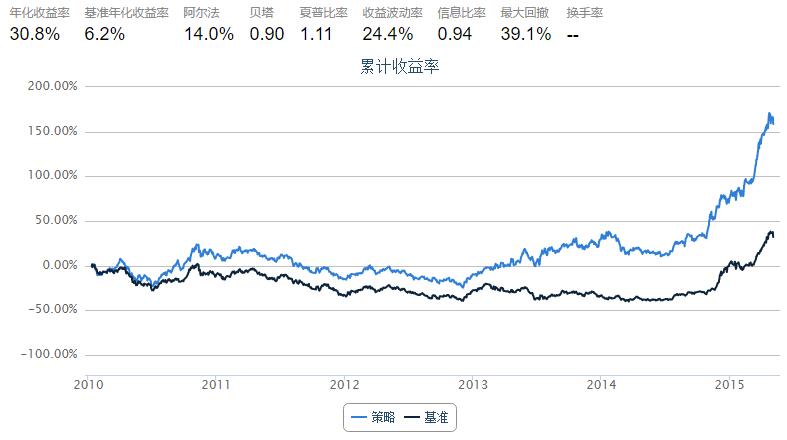 年化收益率 基准年化收益率 阿尔法 贝塔 夏普比率 收益波动率 信息比率 最大回撤 换手率
30.8% 6.2% 14.0% 0.90 1.11 24.4% 0.94 39.1% --
累计收益率
200.00%
150.00%
100.00%
50.00%
0.00%
-50.00%
-100.00%
2010 2011 2012 2013 2014 2015
策略 基准